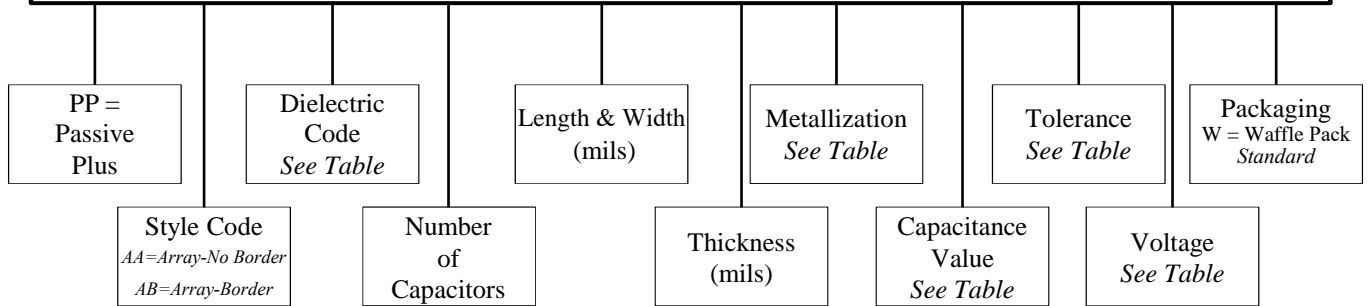 PP =
Passive
Plus
Dielectric
Code
See Table
Length & Width
(mils)
Metallization
See Table
Tolerance
See Table
Packaging
W = Waffle Pack
Standard
Style Code
AA=Array-No Border
AB=Array-Border
Number
of
Capacitors
Thickness
(mils)
Capacitance
Value
See Table
Voltage
See Table